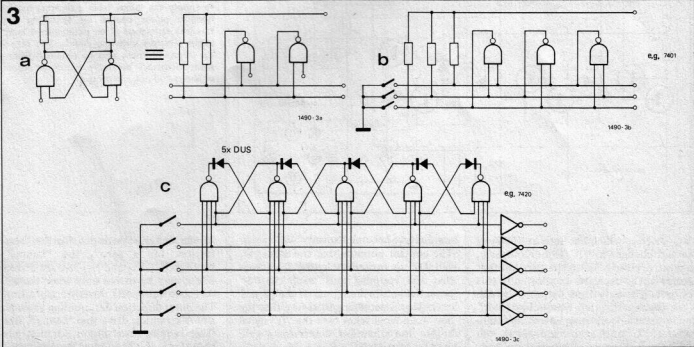 3
a
b
e.g. 7401
1490 - 3a
1490 - 3b
5x DUS
c
e.g. 7420
1490 - 3c